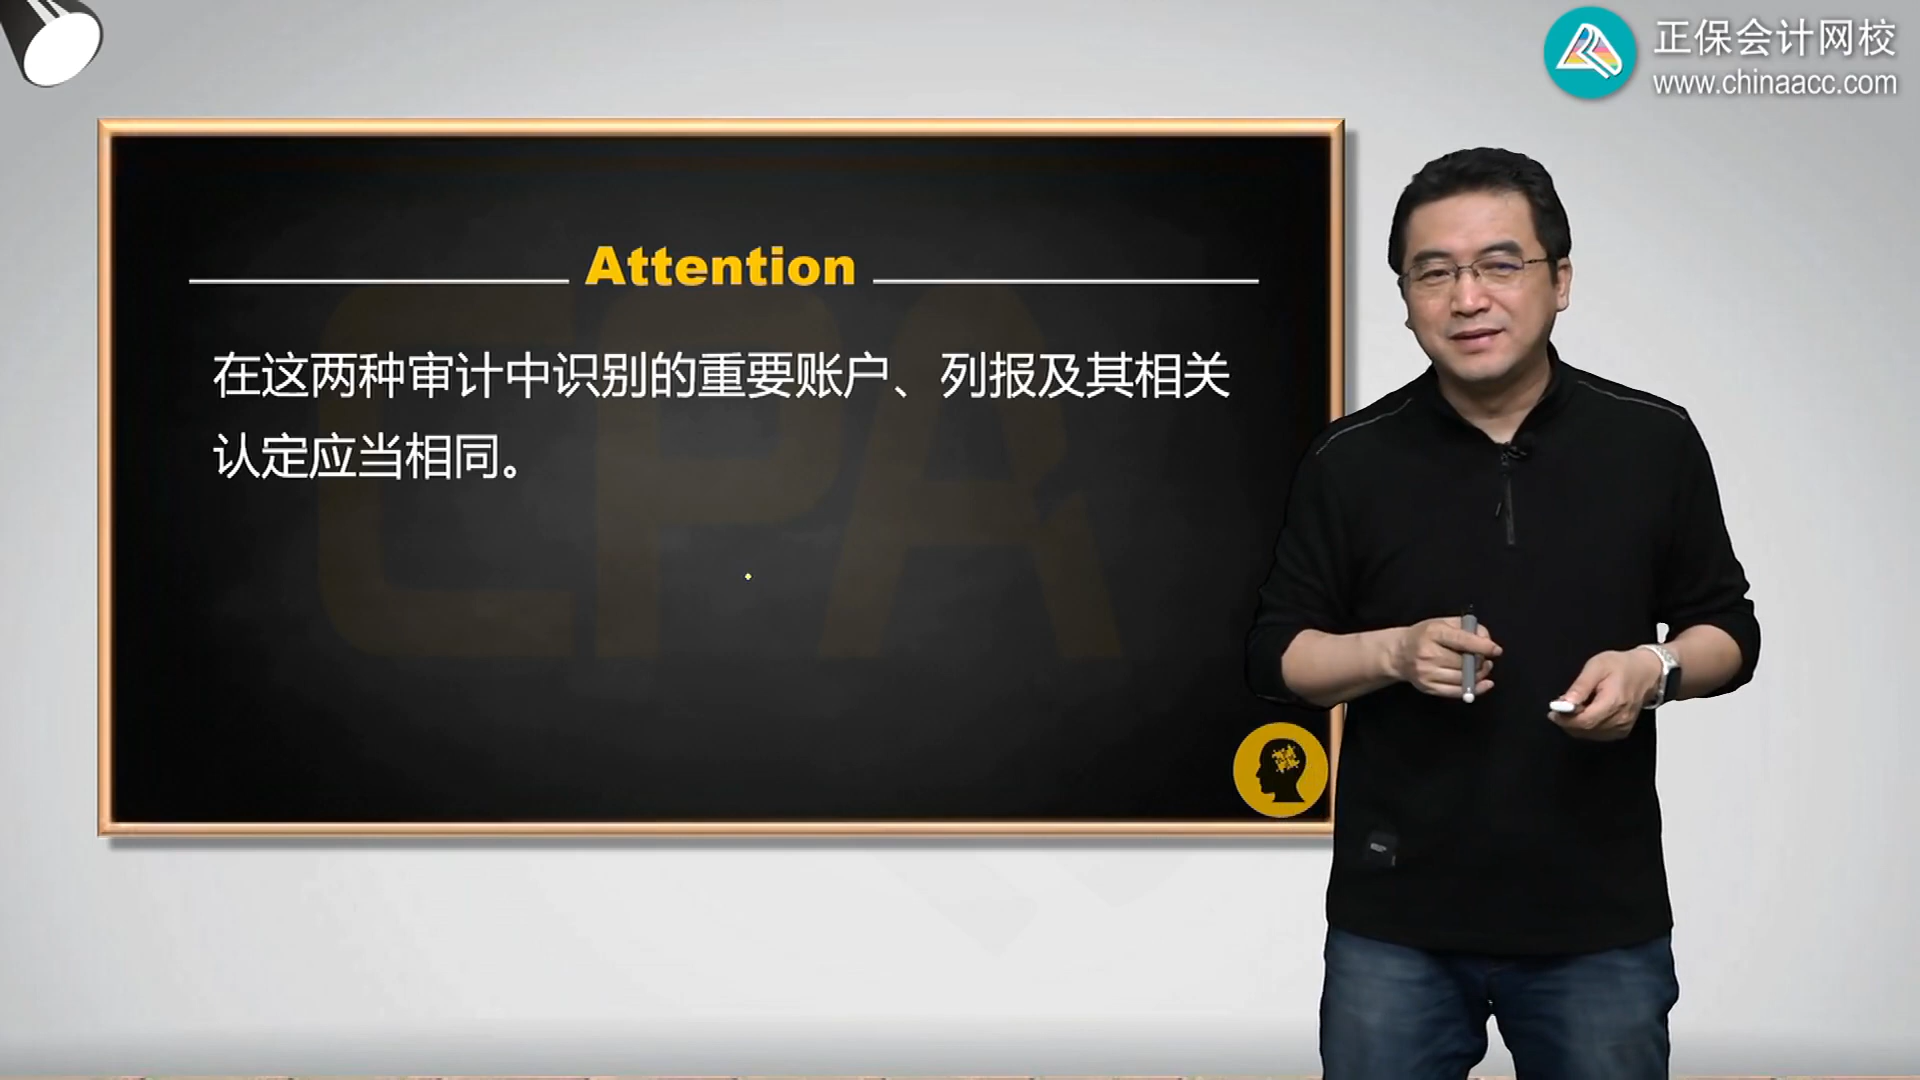 正保会计网校
www.chinaacc.com
Attention
在这两种审计中识别的重要账户、列报及其相关
认定应当相同。
CPA